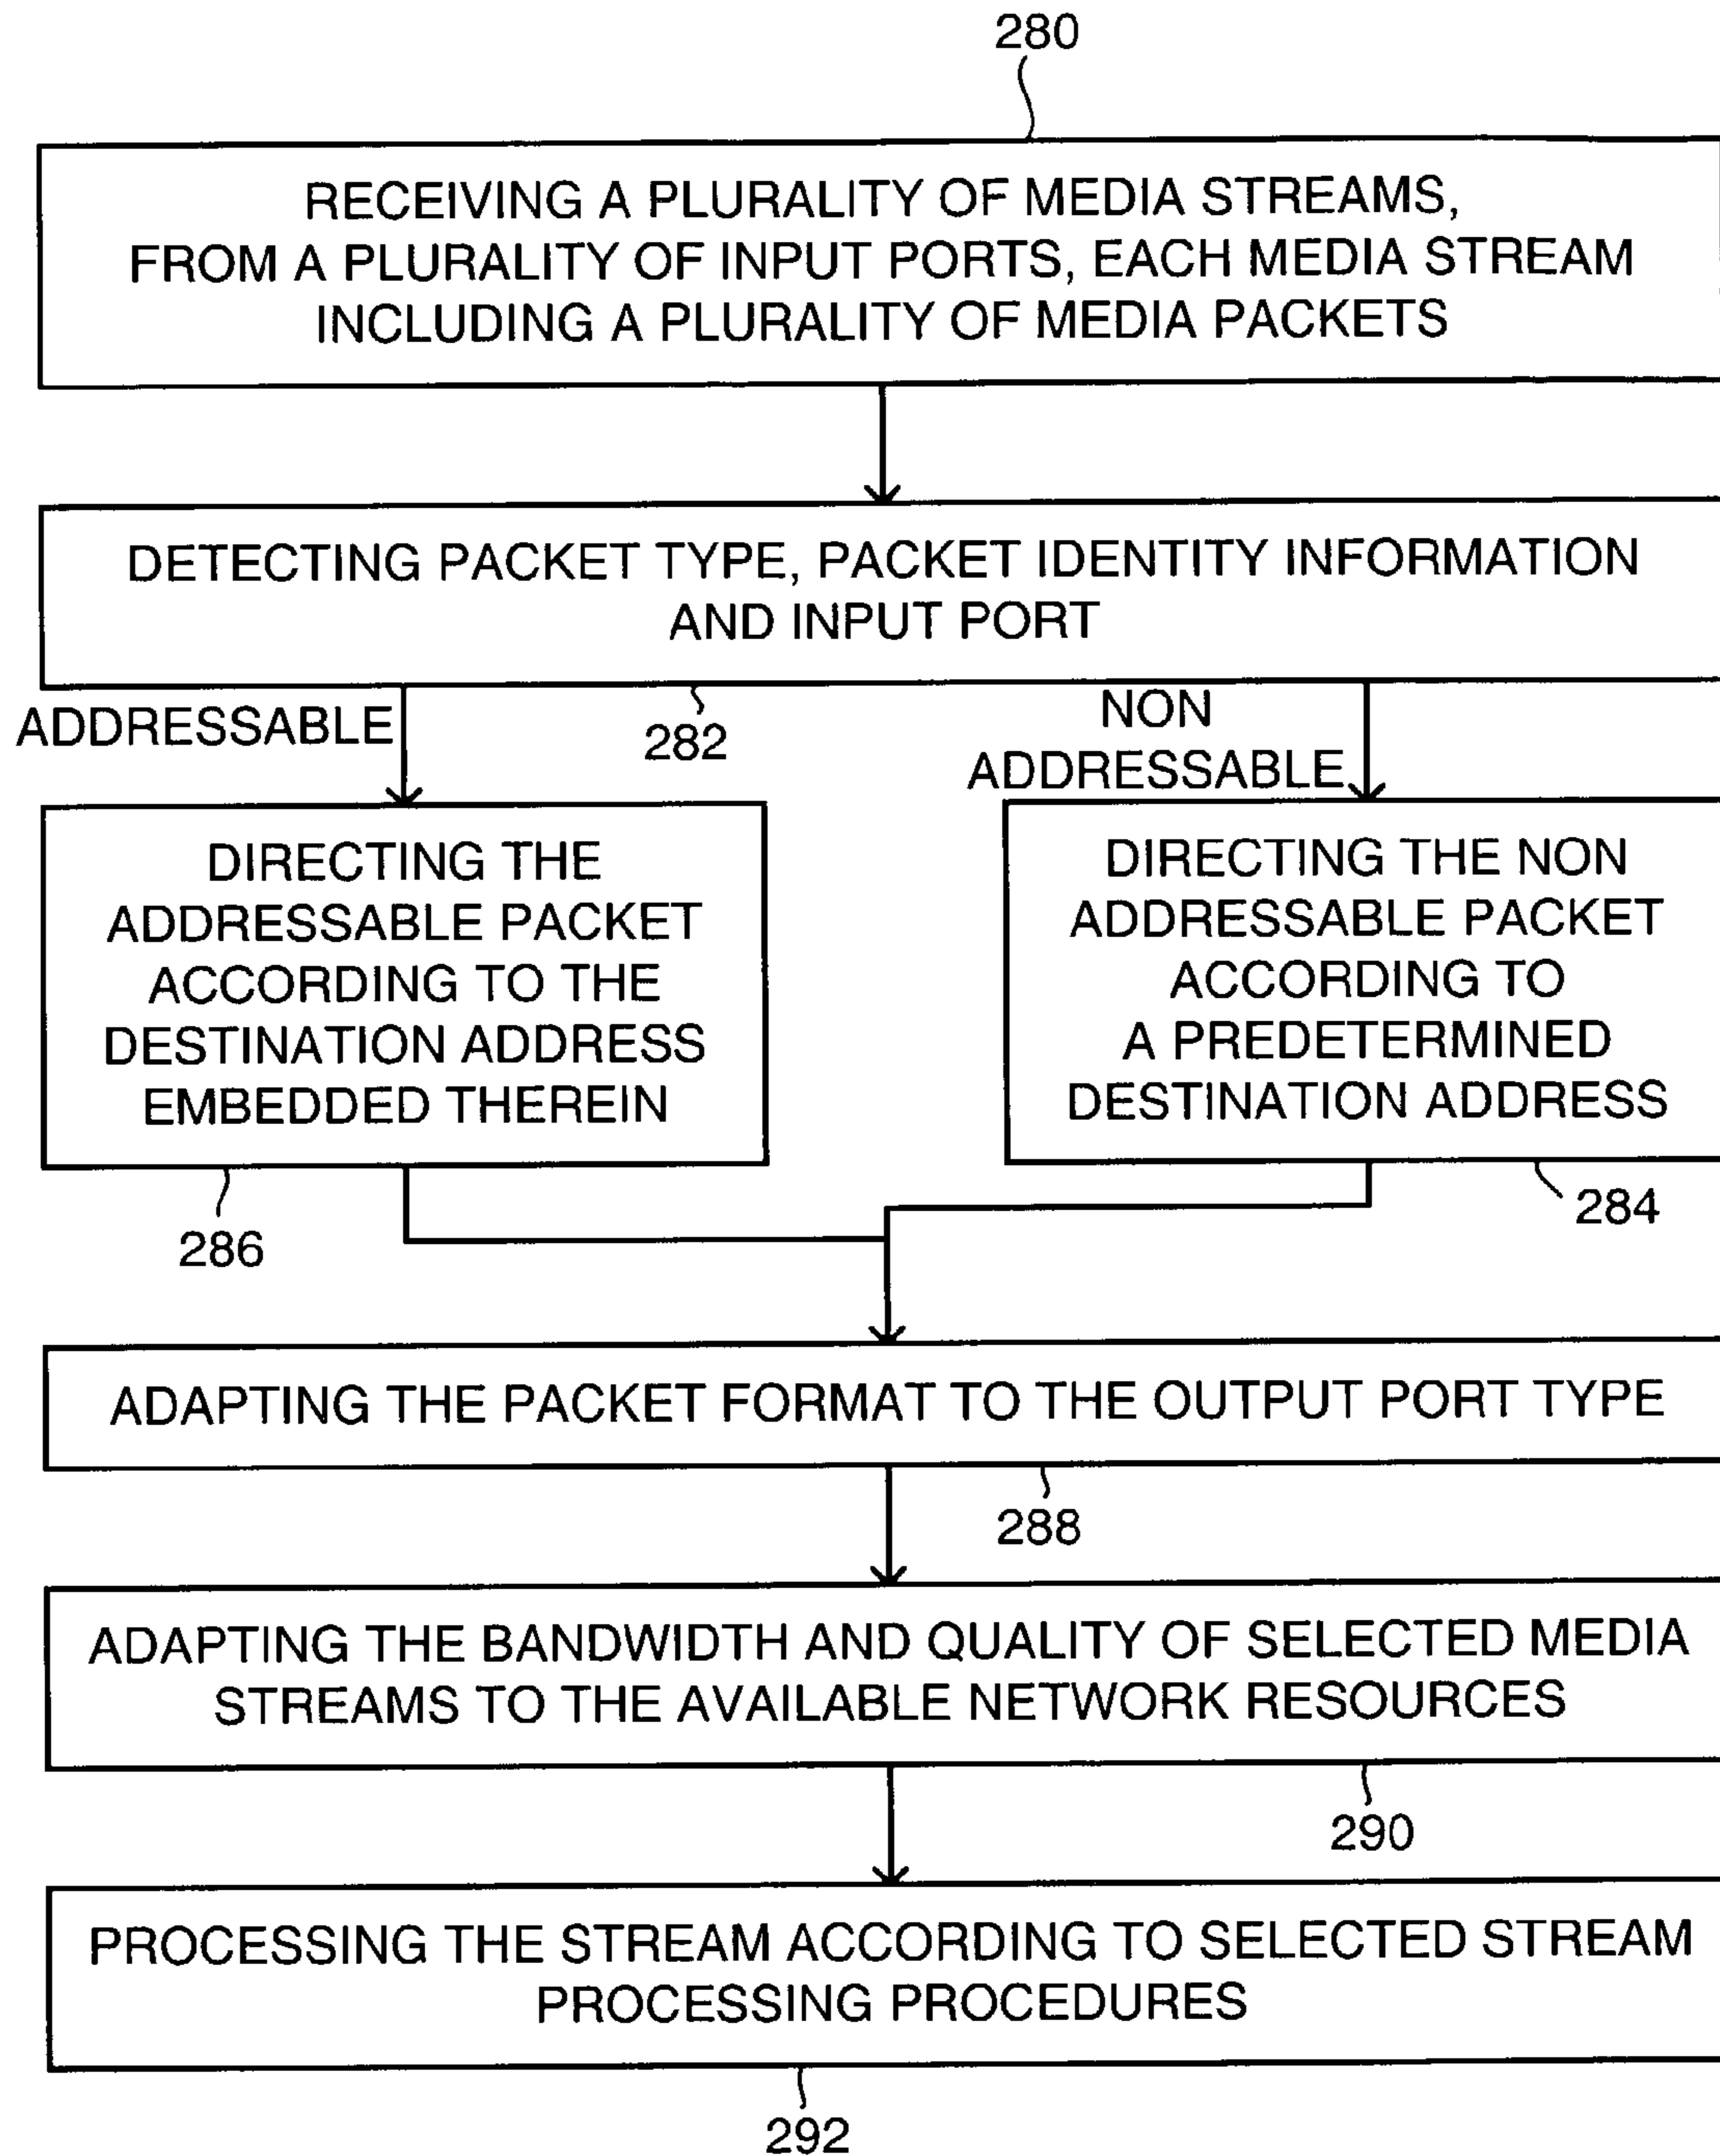 280
RECEIVING A PLURALITY OF MEDIA STREAMS,
FROM A PLURALITY OF INPUT PORTS, EACH MEDIA STREAM
INCLUDING A PLURALITY OF MEDIA PACKETS
DETECTING PACKET TYPE, PACKET IDENTITY INFORMATION
AND INPUT PORT
282
ADDRESSABLE
NON
ADDRESSABLE
DIRECTING THE
ADDRESSABLE PACKET
ACCORDING TO THE
DESTINATION ADDRESS
EMBEDDED THEREIN
286
DIRECTING THE NON
ADDRESSABLE PACKET
ACCORDING TO
A PREDETERMINED
DESTINATION ADDRESS
284
ADAPTING THE PACKET FORMAT TO THE OUTPUT PORT TYPE
288
ADAPTING THE BANDWIDTH AND QUALITY OF SELECTED MEDIA
STREAMS TO THE AVAILABLE NETWORK RESOURCES
290
PROCESSING THE STREAM ACCORDING TO SELECTED STREAM
PROCESSING PROCEDURES
292